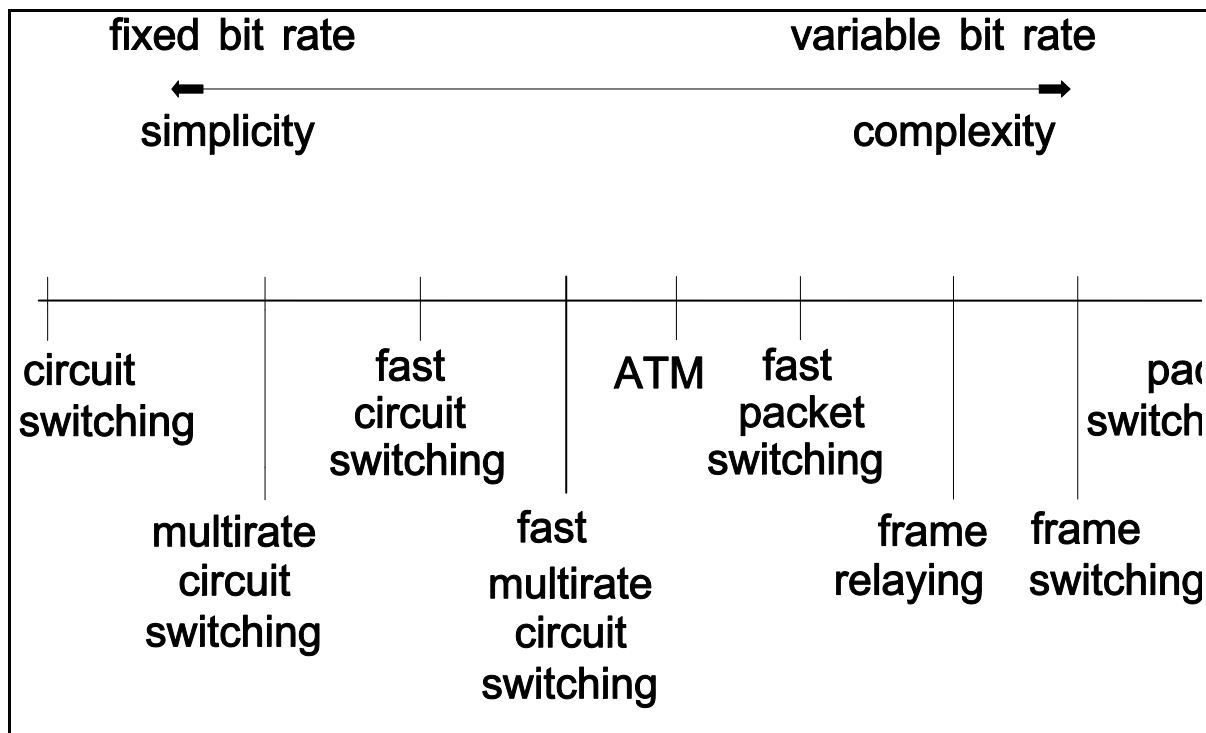 fixed bit rate
variable bit rate
simplicity
complexity
circuit
switching
multirate
circuit
switching
fast
circuit
switching
fast
multirate
circuit
switching
ATM
fast
packet
switching
frame
relaying
frame
switching